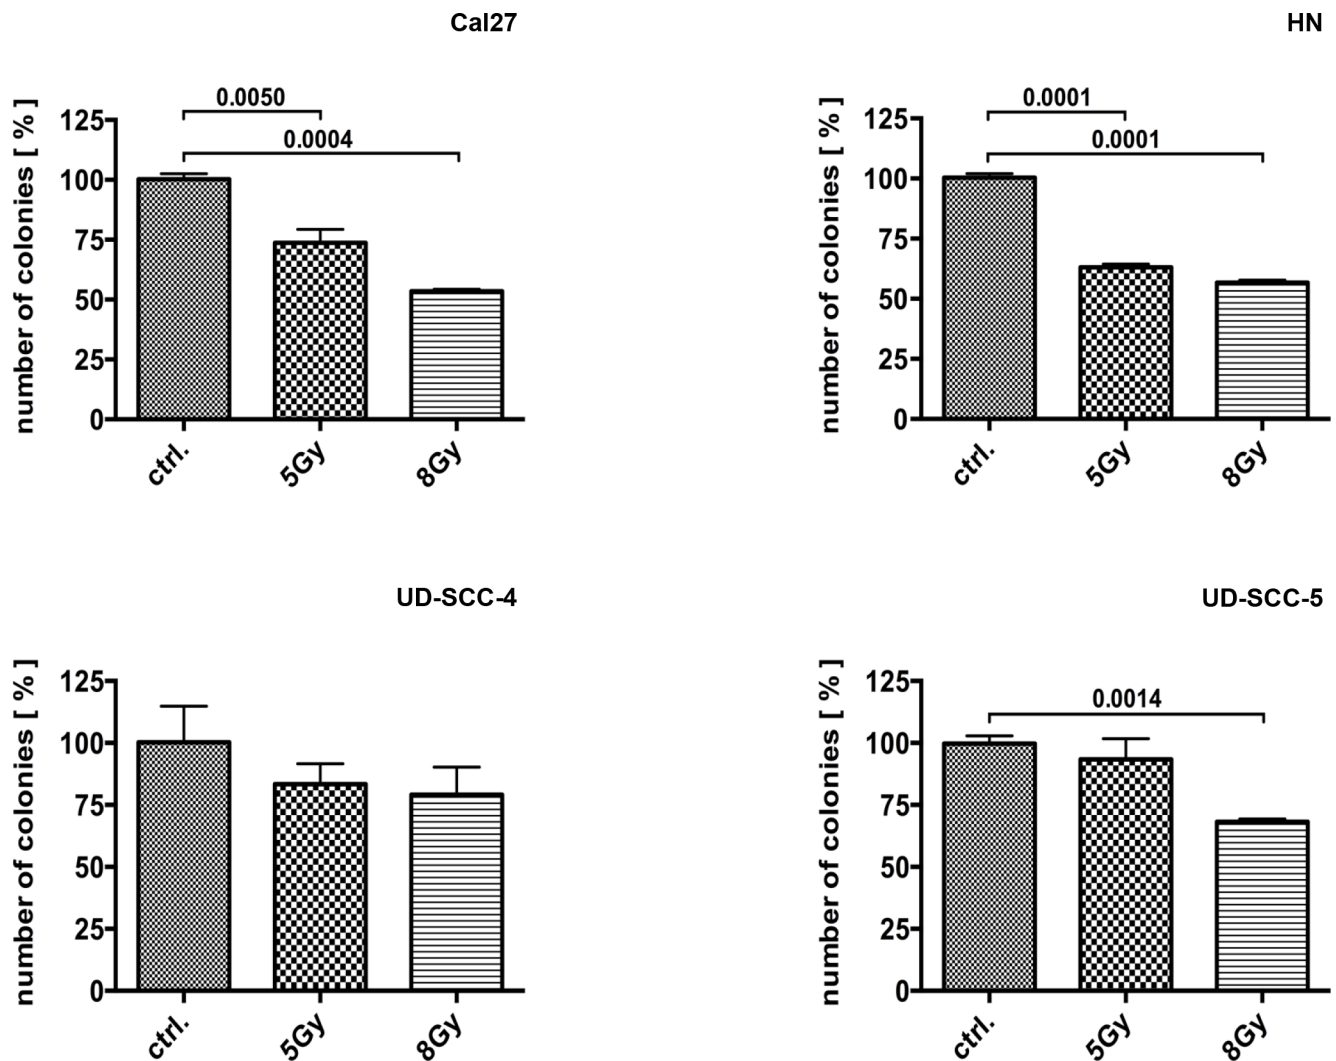 Cal27
number of colonies [ % ]
125
100
75
50
25
0
0.0050
0.0004
ctrl.
5Gy
8Gy
HN
number of colonies [ % ]
125
100
75
50
25
0
0.0001
0.0001
ctrl.
5Gy
8Gy
UD-SCC-4
number of colonies [ % ]
125
100
75
50
25
0
ctrl.
5Gy
8Gy
UD-SCC-5
number of colonies [ % ]
125
100
75
50
25
0
0.0014
ctrl.
5Gy
8Gy